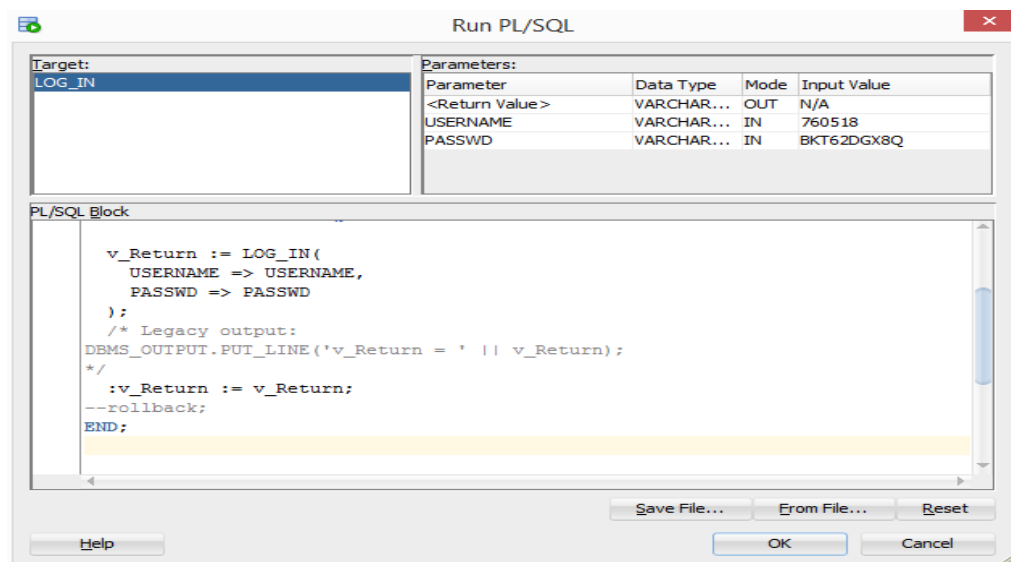 Run PL/SQL
Target:
LOG_IN
Parameters:
Parameter Data Type Mode Input Value
<Return Value> VARCHAR... OUT N/A
USERNAME VARCHAR... IN 760518
PASSWD VARCHAR... IN BKT62DGX8Q
PL/SQL Block
v_Return := LOG_IN(
USERNAME => USERNAME,
PASSWD => PASSWD
);
/* Legacy output:
DBMS_OUTPUT.PUT_LINE('v_Return = ' || v_Return);
*/
:v_Return := v_Return;
--rollback;
END;
Save File... From File... Reset
Help OK Cancel